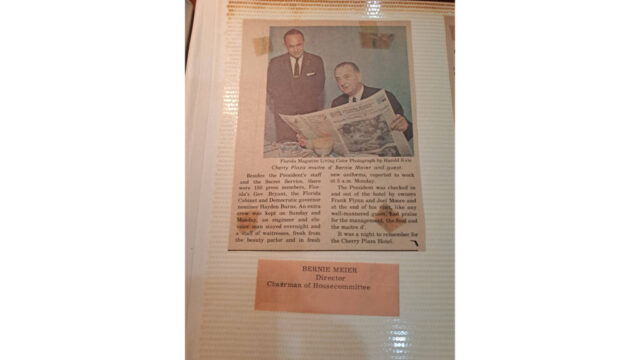 Florida Magazine Living Color Photograph by Harold Hale
Cherry Plaza maitre d' Bernie Meier and guest.
Besides the President's staff
and the Secret Service, there
were 150 press members, Flor-
ida's Gov. Bryant, the Florida
Cabinet and Democratic governor
nominee Haydon Burns. An extra
crew was kept on Sunday and
Monday, an engineer and ele-
vator man stayed overnight and
a staff of waitresses, fresh from
the beauty parlor and in fresh
new uniforms, reported to work
at 5 a.m. Monday.
The President was checked in
and out of the hotel by owners
Frank Flynn and Joel Moore and
at the end of his visit, like any
well-mannered guest, had praise
for the management, the food and
the maitre d'.
It was a night to remember for
the Cherry Plaza Hotel.
BERNIE MEIER
Director
Chairman of Housecommittee